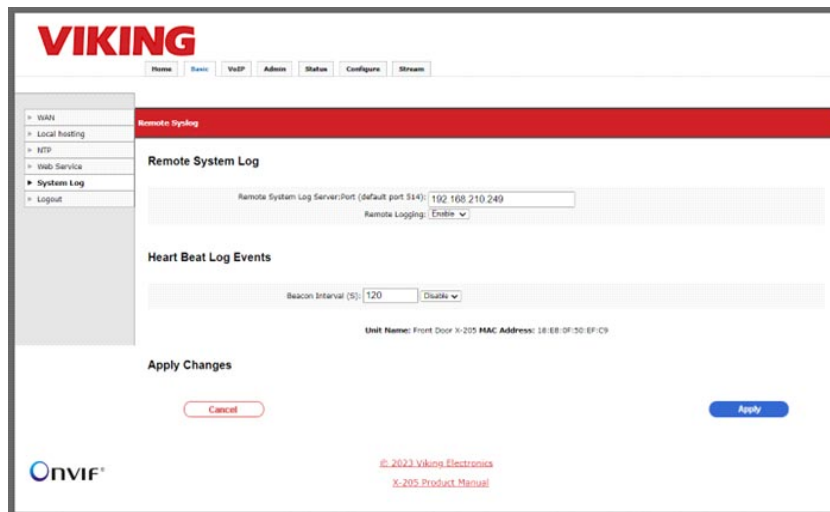 VIKING
Home Basic VoIP Admin Status Configure Stream
WAN
Local hosting
NTP
Web Service
System Log
Logout
Remote Syslog
Remote System Log
Remote System Log Server:Port (default port 514): 192.168.210.249
Remote Logging: Enable
Heart Beat Log Events
Beacon Interval (S): 120 Disable
Unit Name: Front Door X-205 MAC Address: 18:E8:0F:50:EF:C9
Apply Changes
Cancel Apply
ONVIF®
© 2023 Viking Electronics
X-205 Product Manual